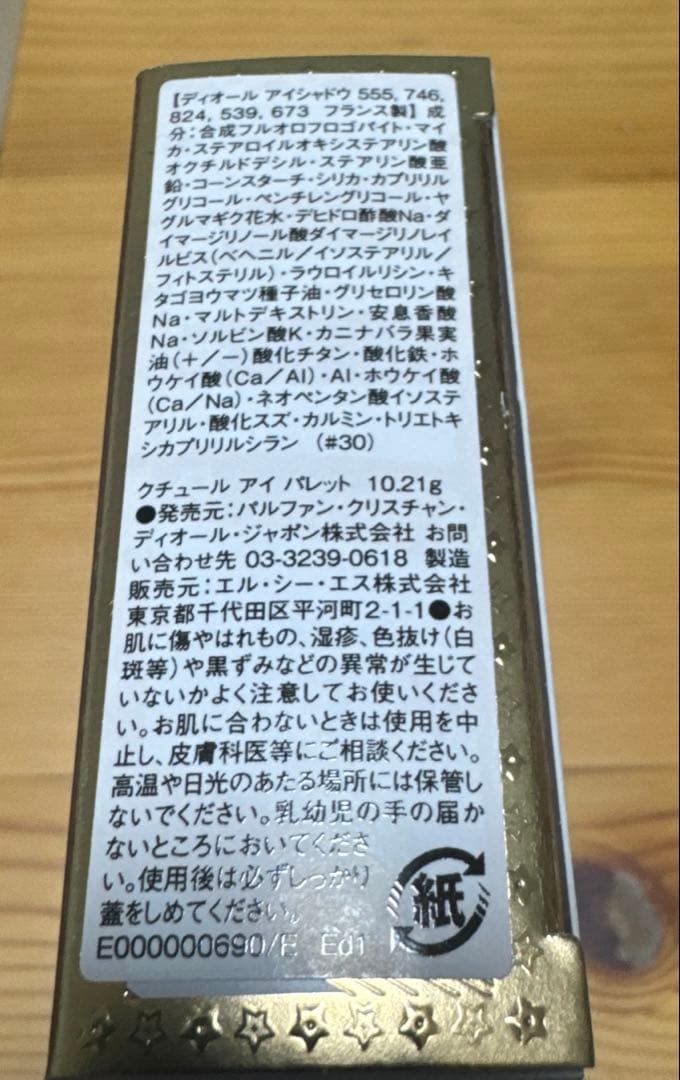 【ディオール アイシャドウ 555, 746,
824, 539, 673 フランス製】成
分:合成フルオロフロゴパイト・マイ
カ・ステアロイルオキシステアリン酸
オクチルドデシル・ステアリン酸亜
鉛・コーンスターチ・シリカ・カプリリル
グリコール・ペンチレングリコール・ヤ
グルマギク花水・デヒドロ酢酸Na・ダ
イマージリノール酸ダイマージリノレイ
ルビス(ベヘニル/イソステアリル/
フィトステリル)・ラウロイルリシン・キ
タゴヨウマツ種子油・グリセロリン酸
Na・マルトデキストリン・安息香酸
Na・ソルビン酸K・カニナバラ果実
油(+/−)酸化チタン・酸化鉄・ホ
ウケイ酸(Ca/Al)・Al・ホウケイ酸
(Ca/Na)・ネオペンタン酸イソステ
アリル・酸化スズ・カルミン・トリエトキ
シカプリリルシラン (#30)
クチュール アイ パレット 10.21g
●発売元:パルファン・クリスチャン・
ディオール・ジャポン株式会社 お問
い合わせ先 03-3239-0618 製造
販売元:エル・シー・エス株式会社
東京都千代田区平河町2-1-1●お
肌に傷やはれもの、湿疹、色抜け(白
斑等)や黒ずみなどの異常が生じて
いないかよく注意してお使いくださ
い。お肌に合わないときは使用を中
止し、皮膚科医等にご相談ください。
高温や日光のあたる場所には保管し
ないでください。乳幼児の手の届か
ないところにおいてくださ
い。使用後は必ずしっかり
蓋をしめてください。
紙
E000000690/E Ed1